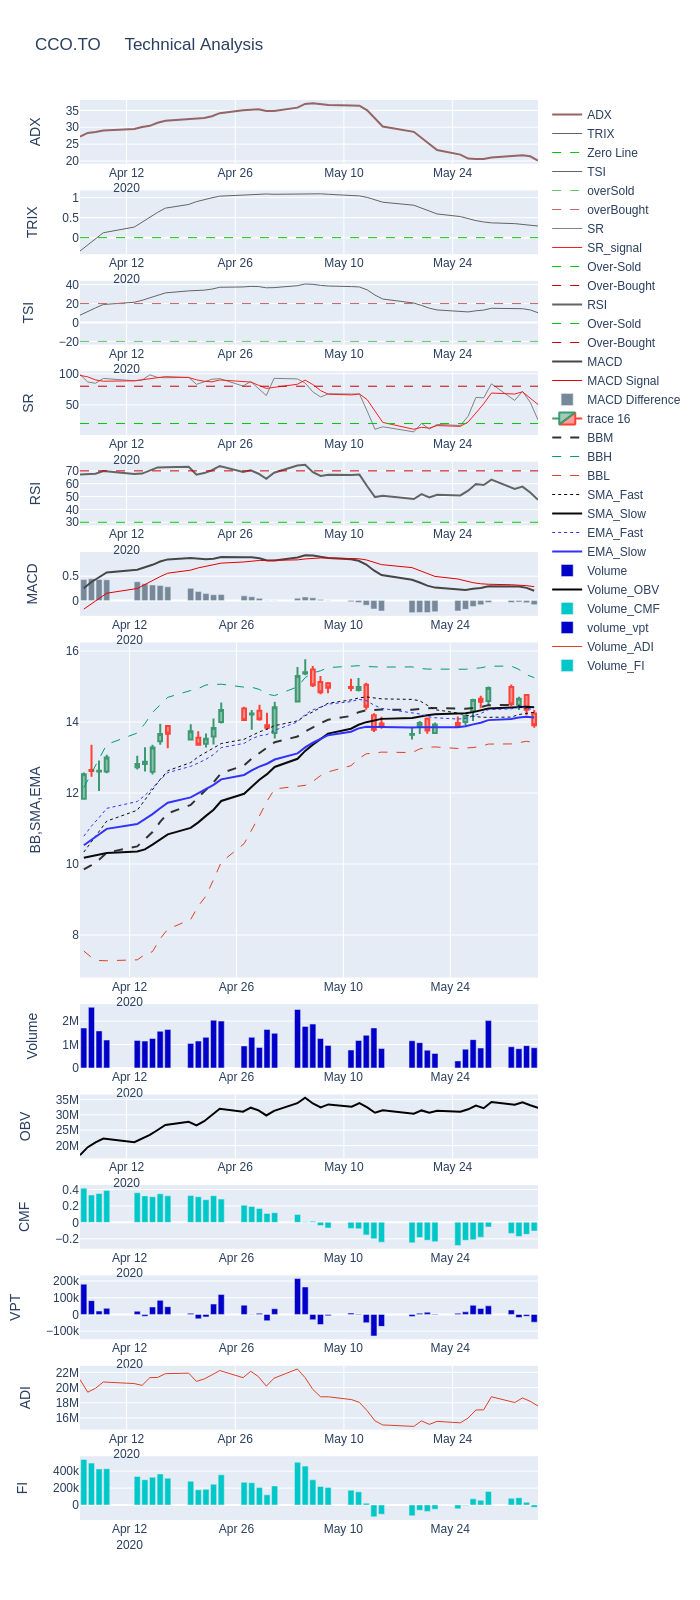 CCO.TO Technical Analysis
ADX
35
30
25
20
Apr 12
2020
Apr 26
May 10
May 24
TRIX
1
0.5
0
Apr 12
2020
Apr 26
May 10
May 24
TSI
40
20
0
−20
Apr 12
2020
Apr 26
May 10
May 24
SR
100
50
Apr 12
2020
Apr 26
May 10
May 24
RSI
70
60
50
40
30
Apr 12
2020
Apr 26
May 10
May 24
MACD
0.5
0
Apr 12
2020
Apr 26
May 10
May 24
BB,SMA,EMA
16
14
12
10
8
Apr 12
2020
Apr 26
May 10
May 24
Volume
2M
1M
0
Apr 12
2020
Apr 26
May 10
May 24
OBV
35M
30M
25M
20M
Apr 12
2020
Apr 26
May 10
May 24
CMF
0.4
0.2
0
−0.2
Apr 12
2020
Apr 26
May 10
May 24
VPT
200k
100k
0
−100k
Apr 12
2020
Apr 26
May 10
May 24
ADI
22M
20M
18M
16M
Apr 12
2020
Apr 26
May 10
May 24
FI
400k
200k
0
Apr 12
2020
Apr 26
May 10
May 24
ADX
TRIX
Zero Line
TSI
overSold
overBought
SR
SR_signal
Over-Sold
Over-Bought
RSI
Over-Sold
Over-Bought
MACD
MACD Signal
MACD Difference
trace 16
BBM
BBH
BBL
SMA_Fast
SMA_Slow
EMA_Fast
EMA_Slow
Volume
Volume_OBV
Volume_CMF
volume_vpt
Volume_ADI
Volume_FI